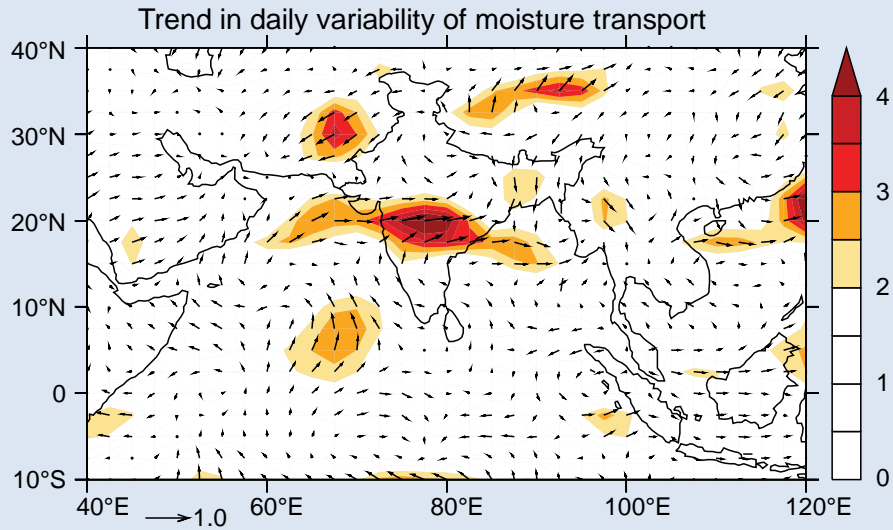 Trend in daily variability of moisture transport
40°N
30°N
20°N
10°N
0
10°S
40°E
60°E
80°E
100°E
120°E
1.0
4
3
2
1
0